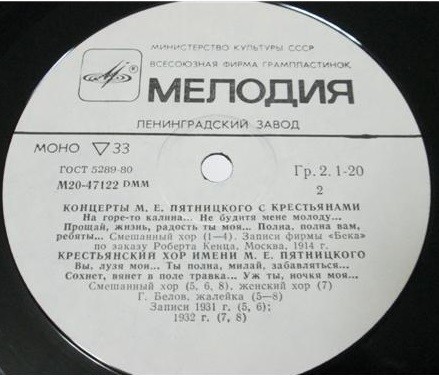 МИНИСТЕРСТВО КУЛЬТУРЫ СССР
ВСЕСОЮЗНАЯ ФИРМА ГРАМПЛАСТИНОК
МЕЛОДИЯ
ЛЕНИНГРАДСКИЙ ЗАВОД
МОНО ▽33
ГОСТ 5289-80
Гр. 2. 1-20
М20-47122 DMM
2
КОНЦЕРТЫ М. Е. ПЯТНИЦКОГО С КРЕСТЬЯНАМИ
На горе-то калина... Не будитя мене молоду...
Прощай, жизнь, радость ты моя... Полна, полна вам,
ребяты... Смешанный хор (1—4). Записи фирмы «Бека»
по заказу Роберта Кенца, Москва, 1914 г.
КРЕСТЬЯНСКИЙ ХОР ИМЕНИ М. Е. ПЯТНИЦКОГО
Вы, лузя моя... Ты полна, милай, забавляться...
Сохнет, вянет в поле травка... Уж ты, ночкя моя...
Смешанный хор (5, 6, 8), женский хор (7)
Г. Белов, жалейка (5—8)
Записи 1931 г. (5, 6);
1932 г. (7, 8)